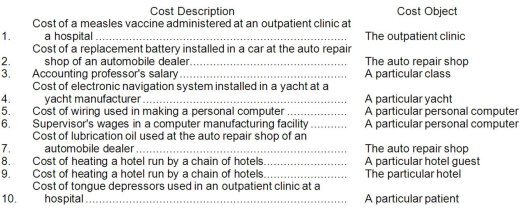 Cost Description Cost Object
Cost of a measles vaccine administered at an outpatient clinic at
1. a hospital ........................................................................ The outpatient clinic
Cost of a replacement battery installed in a car at the auto repair
2. shop of an automobile dealer............................................. The auto repair shop
3. Accounting professor's salary................................................ A particular class
Cost of electronic navigation system installed in a yacht at a
4. yacht manufacturer............................................................ A particular yacht
5. Cost of wiring used in making a personal computer ................ A particular personal computer
6. Supervisor's wages in a computer manufacturing facility ........... A particular personal computer
Cost of lubrication oil used at the auto repair shop of an
7. automobile dealer.............................................................. The auto repair shop
8. Cost of heating a hotel run by a chain of hotels........................ A particular hotel guest
9. Cost of heating a hotel run by a chain of hotels........................ The particular hotel
Cost of tongue depressors used in an outpatient clinic at a
10. hospital............................................................................ A particular patient